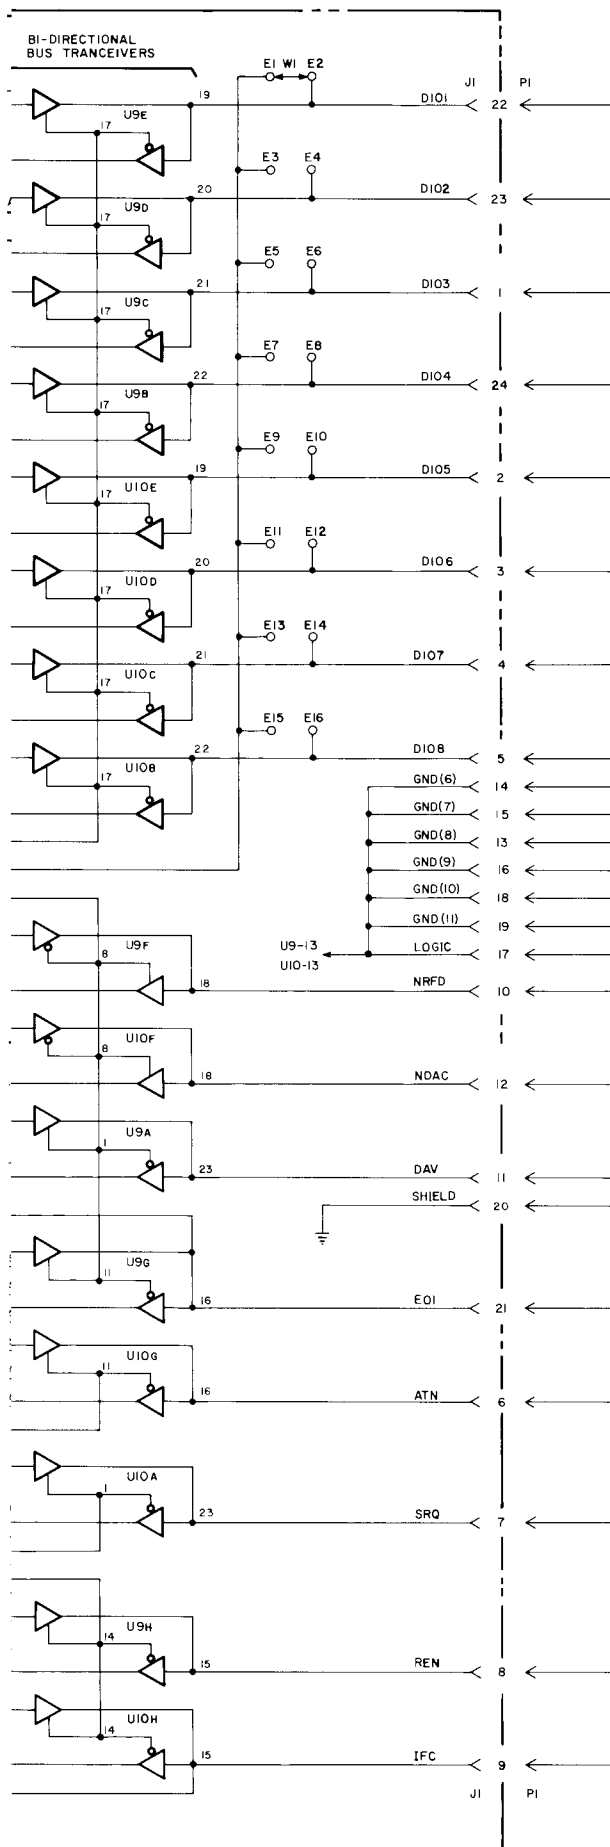 BI-DIRECTIONAL
BUS TRANCEIVERS
E1 W1 E2
J1 P1
19 DIO1 22
U9E
17
E3 E4
20 DIO2 23
U9D
17
E5 E6
21 DIO3 1
U9C
17
E7 E8
22 DIO4 24
U9B
17
E9 E10
19 DIO5 2
U10E
17
E11 E12
20 DIO6 3
U10D
17
E13 E14
21 DIO7 4
U10C
17
E15 E16
22 DIO8 5
U10B
17
GND(6) 14
GND(7) 15
GND(8) 13
GND(9) 16
GND(10) 18
GND(11) 19
U9-13
LOGIC 17
U10-13
U9F
8
18 NRFD 10
U10F
8
18 NDAC 12
U9A
1
23 DAV 11
SHIELD 20
U9G
11
16 EOI 21
U10G
11
16 ATN 6
U10A
1
23 SRQ 7
U9H
14
15 REN 8
U10H
14
15 IFC 9
J1 P1